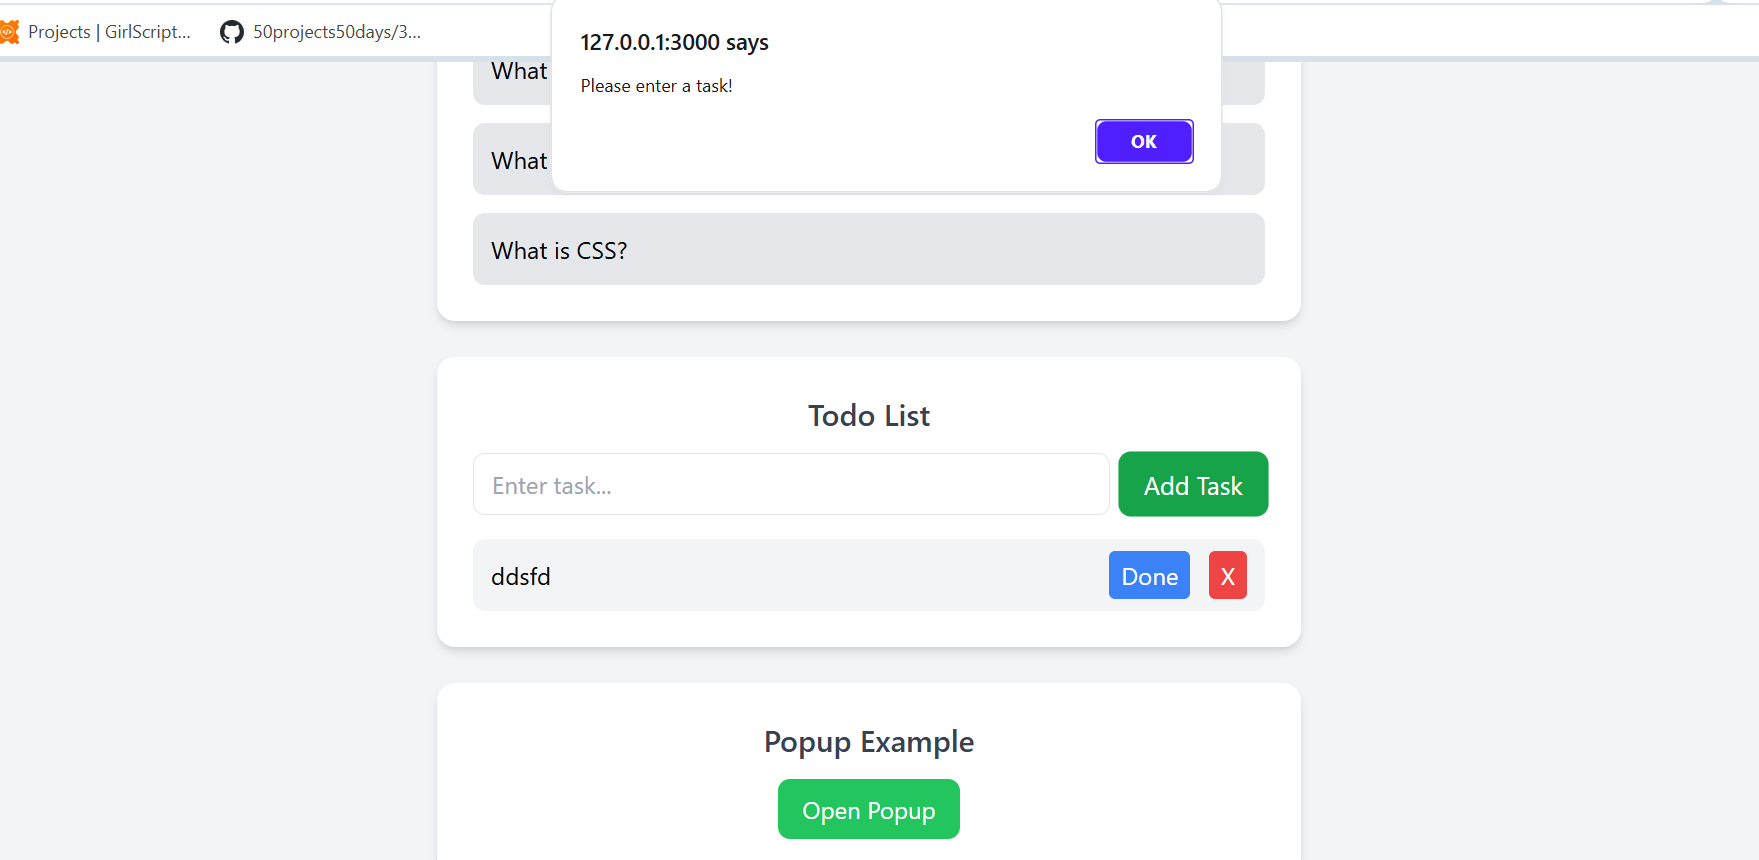 Projects | GirlScript...
50projects50days/3...
127.0.0.1:3000 says
Please enter a task!
OK
What
What
What is CSS?
Todo List
Enter task...
Add Task
ddsfd
Done
X
Popup Example
Open Popup